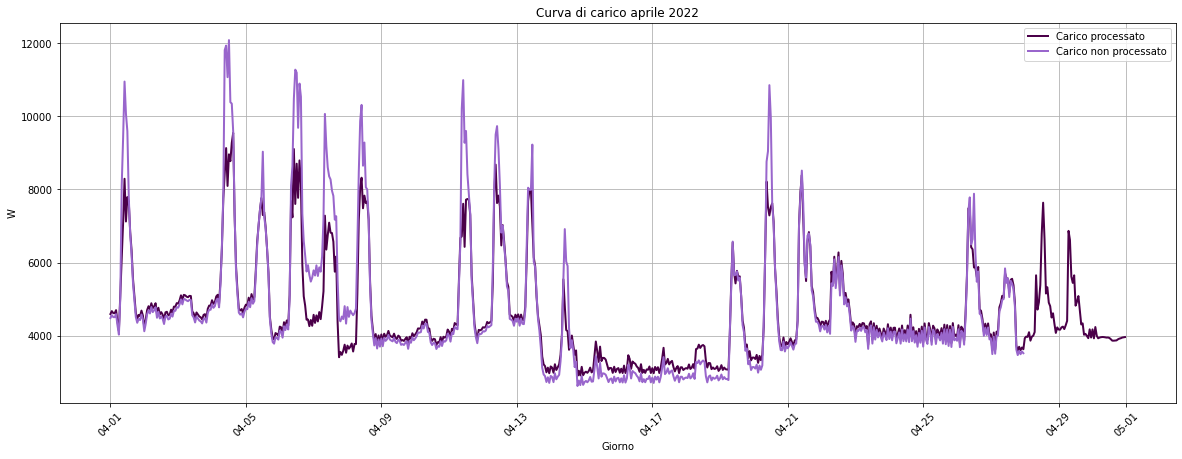 Curva di carico aprile 2022
Carico processato
Carico non processato
12000
10000
8000
6000
4000
W
04-01
04-05
04-09
04-13
04-17
04-21
04-25
04-29
05-01
Giorno